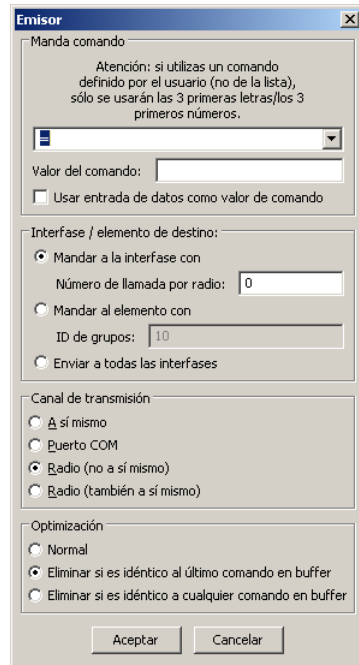 Emisor
Manda comando
Atención: si utilizas un comando
definido por el usuario (no de la lista),
sólo se usarán las 3 primeras letras/los 3
primeros números.
=
Valor del comando:
Usar entrada de datos como valor de comando
Interfase / elemento de destino:
Mandar a la interfase con
Número de llamada por radio: 0
Mandar al elemento con
ID de grupos: 10
Enviar a todas las interfases
Canal de transmisión
A sí mismo
Puerto COM
Radio (no a sí mismo)
Radio (también a sí mismo)
Optimización
Normal
Eliminar si es idéntico al último comando en buffer
Eliminar si es idéntico a cualquier comando en buffer
Aceptar Cancelar